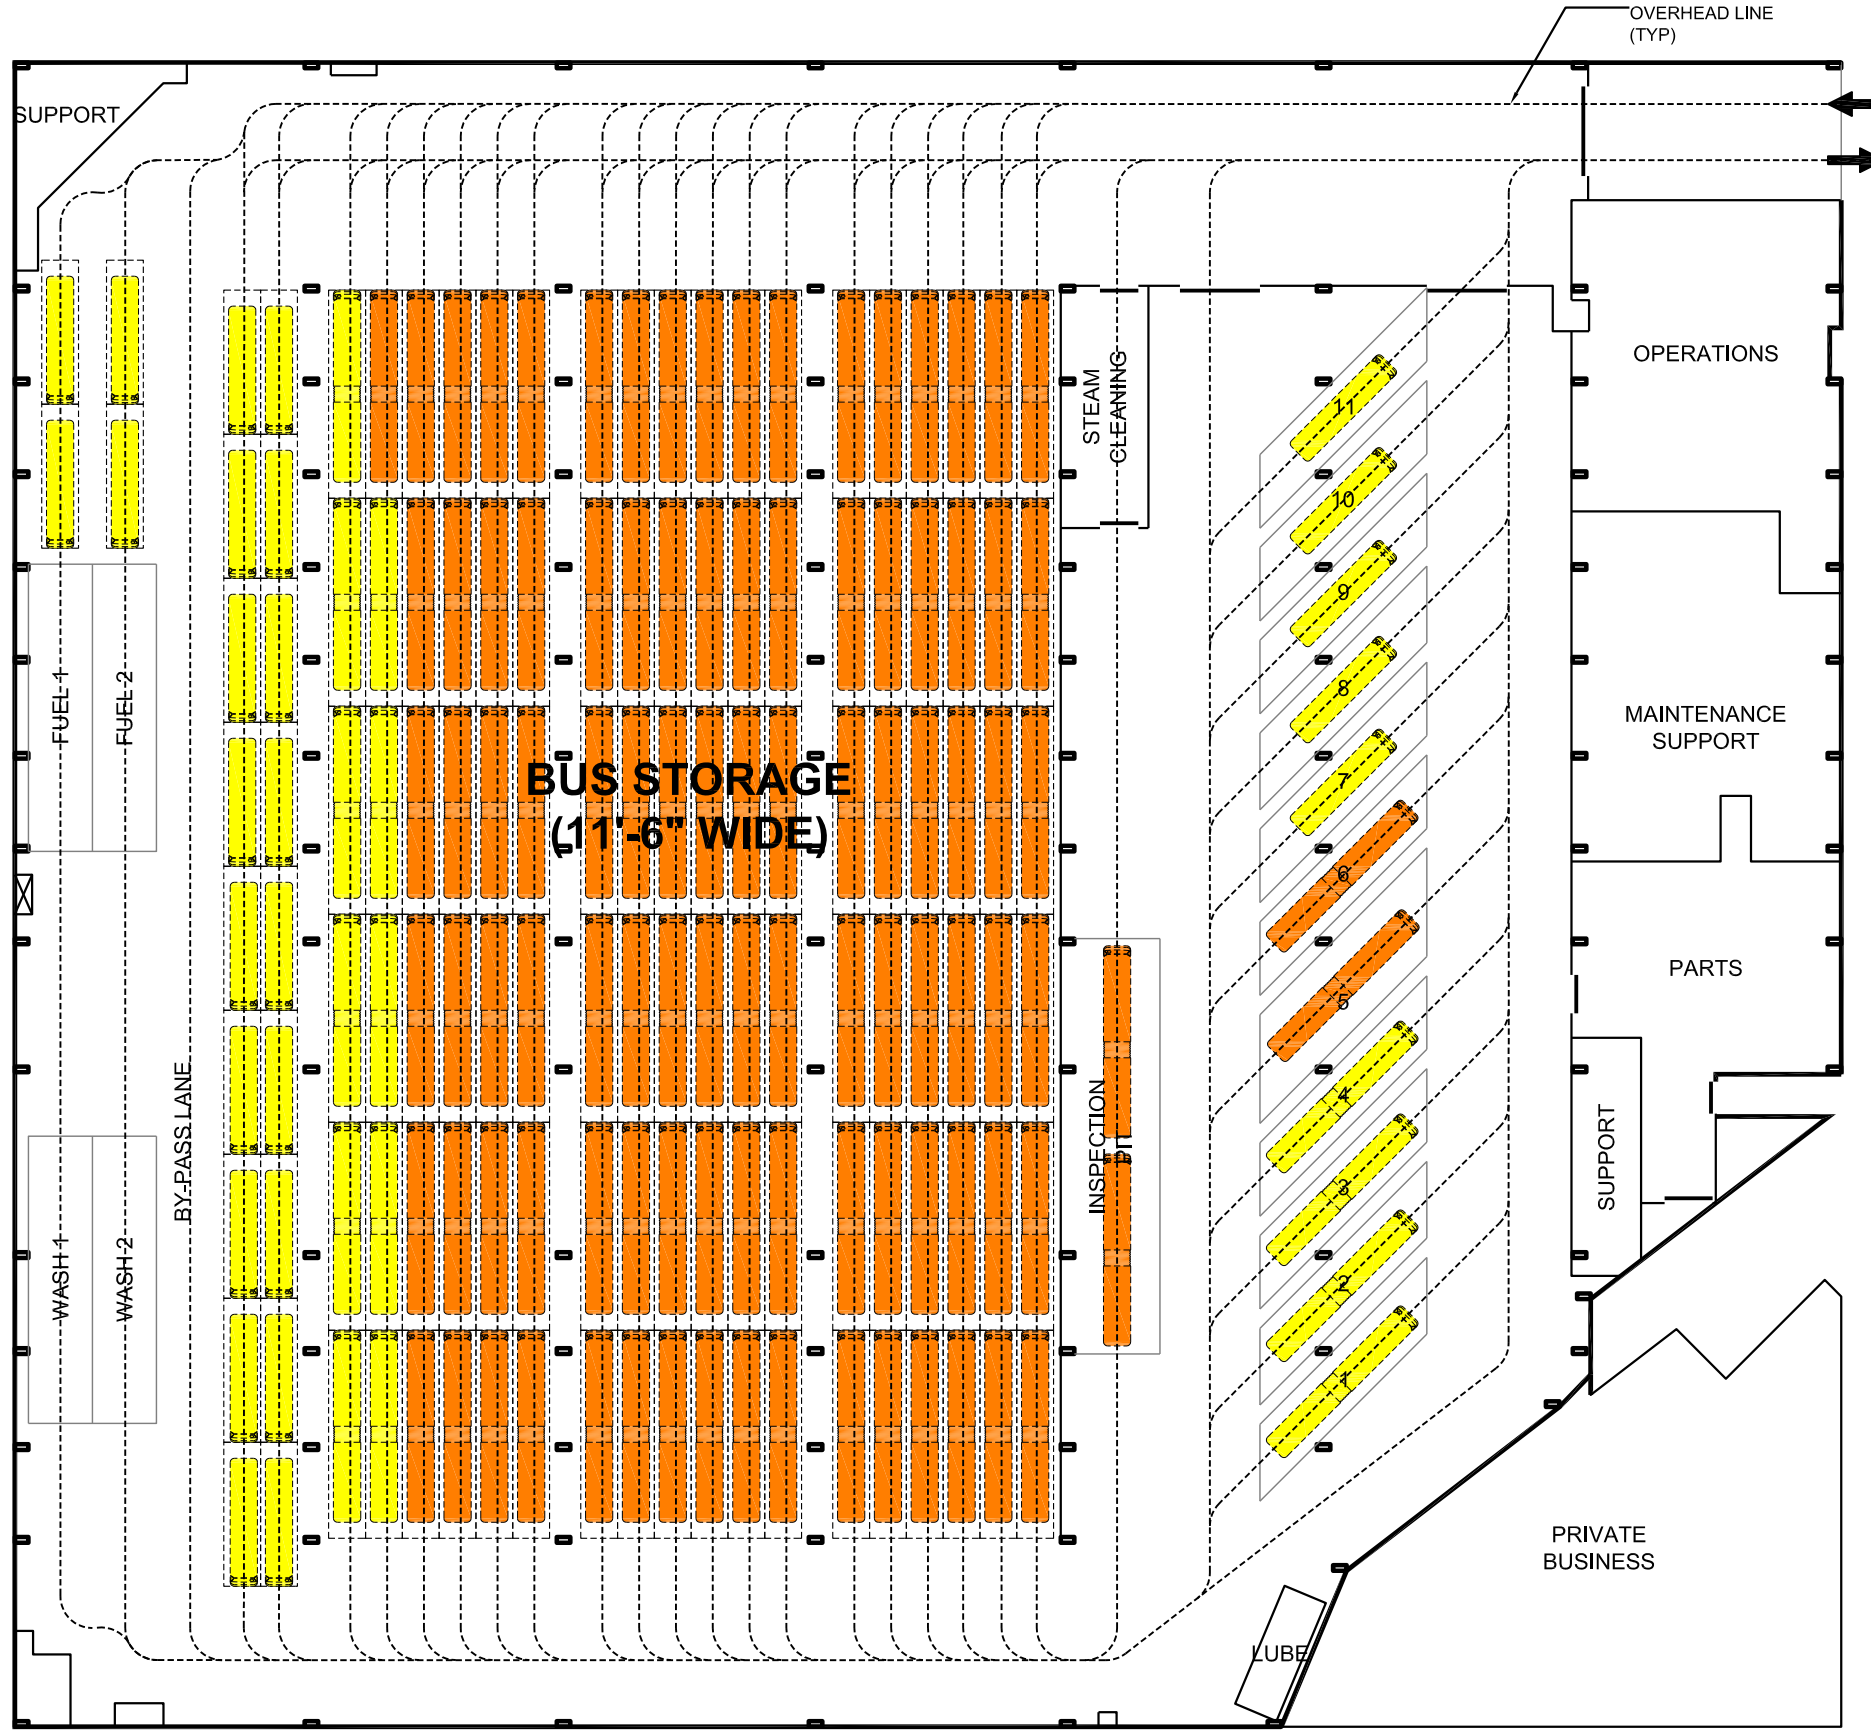 OVERHEAD LINE
(TYP)
SUPPORT
OPERATIONS
STEAM
CLEANING
11
10
9
8
7
6
5
4
3
2
1
FUEL 1
FUEL 2
MAINTENANCE
SUPPORT
BUS STORAGE
(11'-6" WIDE)
PARTS
BY-PASS LANE
INSPECTION
PIT
SUPPORT
WASH 1
WASH 2
PRIVATE
BUSINESS
LUBE